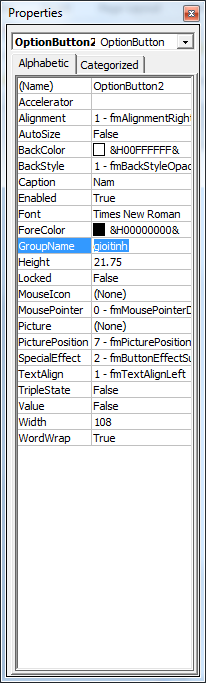 Properties
OptionButton2 OptionButton
Alphabetic Categorized
(Name) OptionButton2
Accelerator
Alignment 1 - fmAlignmentRight
AutoSize False
BackColor &H00FFFFFF&
BackStyle 1 - fmBackStyleOpac
Caption Nam
Enabled True
Font Times New Roman
ForeColor &H00000000&
GroupName gioitinh
Height 21.75
Locked False
MouseIcon (None)
MousePointer 0 - fmMousePointerD
Picture (None)
PicturePosition 7 - fmPicturePosition
SpecialEffect 2 - fmButtonEffectSu
TextAlign 1 - fmTextAlignLeft
TripleState False
Value False
Width 108
WordWrap True